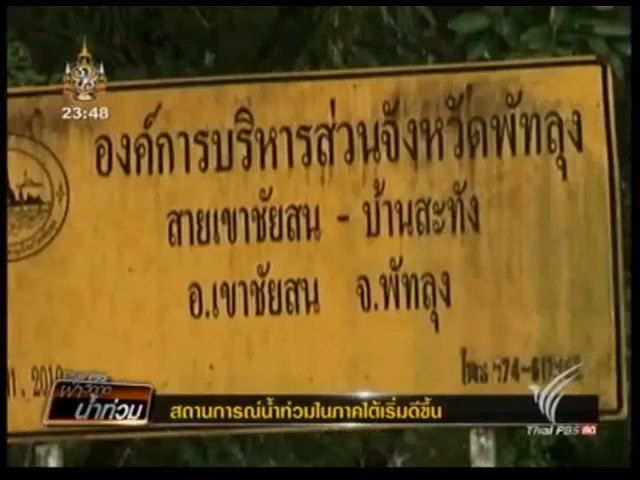 23:48
องค์การบริหารส่วนจังหวัดพัทลุง
สายเขาชัยสน - บ้านสะทัง
อ.เขาชัยสน จ.พัทลุง
โทร
น้ำท่วม
สถานการณ์น้ำท่วมในภาคใต้เริ่มดีขึ้น
Thai PBS